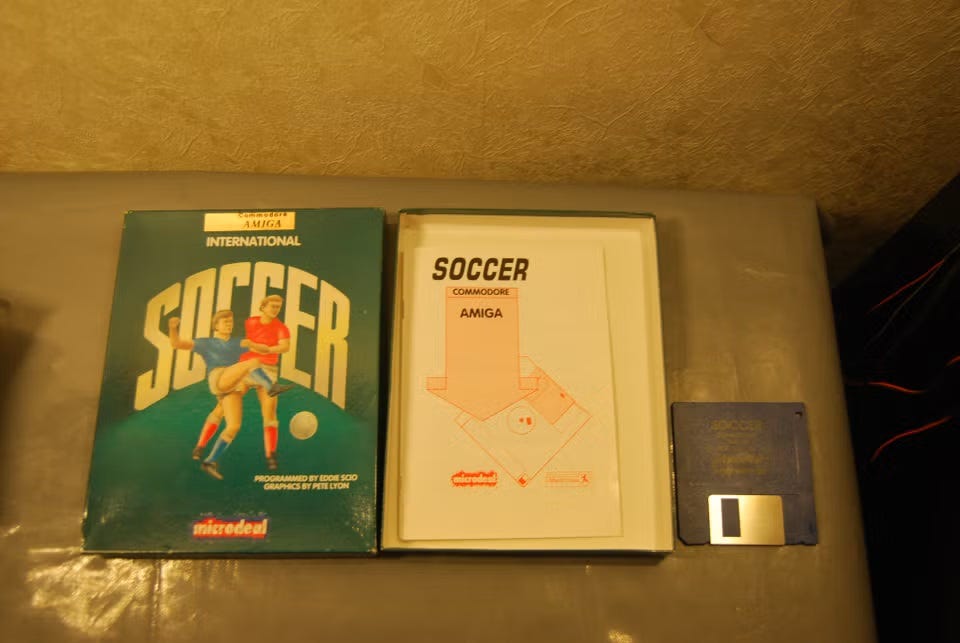 Commodore
AMIGA
INTERNATIONAL
SOCCER
PROGRAMMED BY EDDIE SCIO
GRAPHICS BY PETE LYON
microdeal
SOCCER
COMMODORE
AMIGA
microdeal
SOCCER